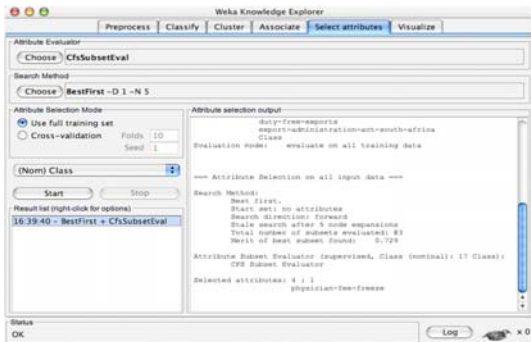 Weka Knowledge Explorer
Preprocess Classify Cluster Associate Select attributes Visualize
Attribute Evaluator
Choose CfsSubsetEval
Search Method
Choose BestFirst -D 1 -N 5
Attribute Selection Mode
Use full training set
Cross-validation Folds 10
Seed 1
(Nom) Class
Start Stop
Result list (right-click for options)
16:39:40 - BestFirst + CfsSubsetEval
Attribute selection output
duty-free-exports
export-administration-act-south-africa
Class
Evaluation mode: evaluate on all training data
=== Attribute Selection on all input data ===
Search Method:
Best first.
Start set: no attributes
Search direction: forward
Stale search after 5 node expansions
Total number of subsets evaluated: 83
Merit of best subset found: 0.729
Attribute Subset Evaluator (supervised, Class (nominal): 17 Class):
CFS Subset Evaluator
Selected attributes: 4 : 1
physician-fee-freeze
Status
OK
Log x 0